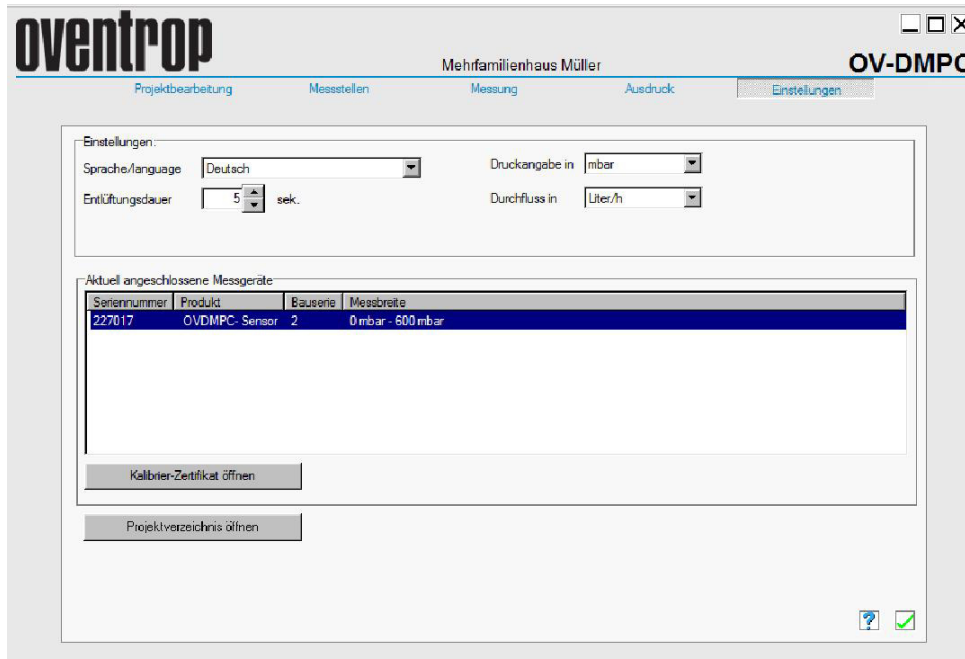 oventrop
Mehrfamilienhaus Müller
OV-DMPC
Projektbearbeitung Messstellen Messung Ausdruck Einstellungen
Einstellungen:
Sprache/language Deutsch Druckangabe in mbar
Entlüftungsdauer 5 sek. Durchfluss in Liter/h
Aktuell angeschlossene Messgeräte
Seriennummer Produkt Bauserie Messbreite
227017 OVDMPC- Sensor 2 0 mbar - 600 mbar
Kalibrier-Zertifikat öffnen
Projektverzeichnis öffnen
?